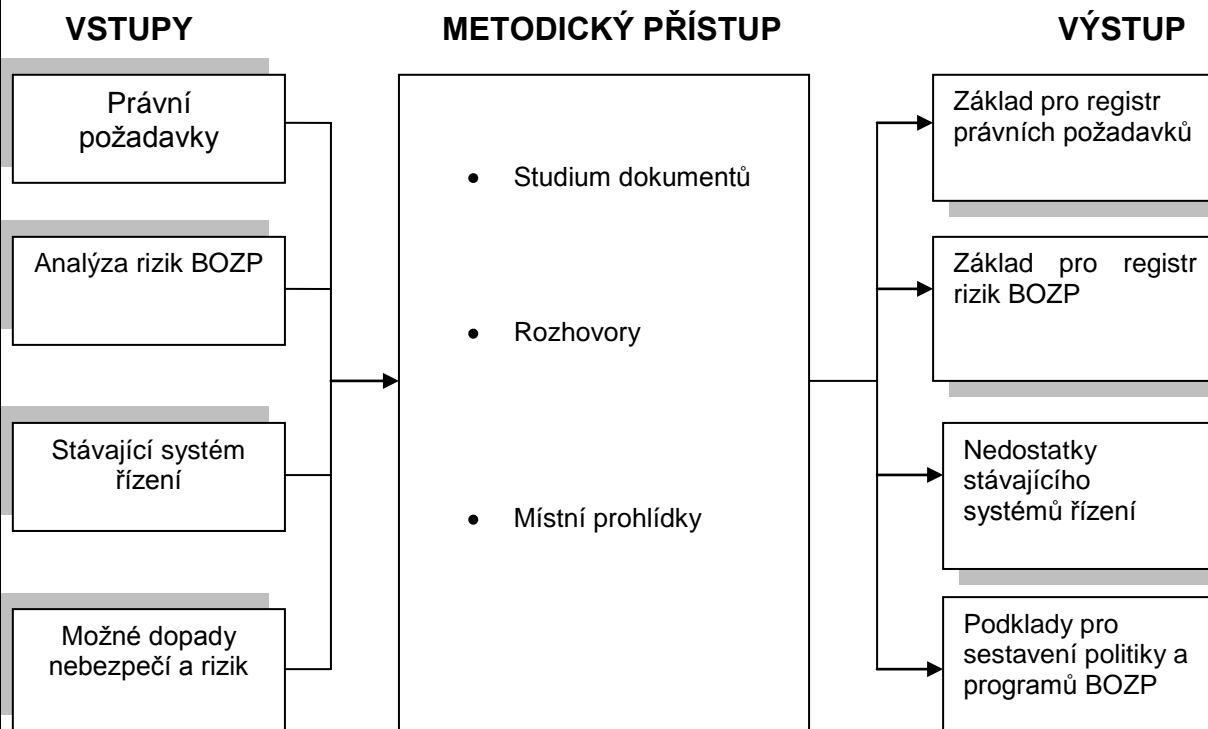 VSTUPY
METODICKÝ PŘÍSTUP
VÝSTUP
Právní
požadavky
Analýza rizik BOZP
Stávající systém
řízení
Možné dopady
nebezpečí a rizik
• Studium dokumentů
• Rozhovory
• Místní prohlídky
Základ pro registr
právních požadavků
Základ pro registr
rizik BOZP
Nedostatky
stávajícího
systémů řízení
Podklady pro
sestavení politiky a
programů BOZP